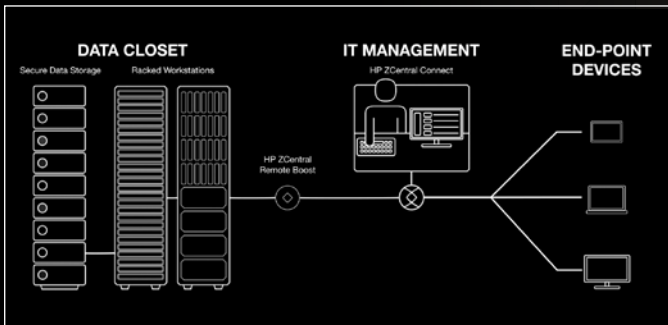 DATA CLOSET
Secure Data Storage
Racked Workstations
HP ZCentral
Remote Boost
IT MANAGEMENT
HP ZCentral Connect
END-POINT
DEVICES